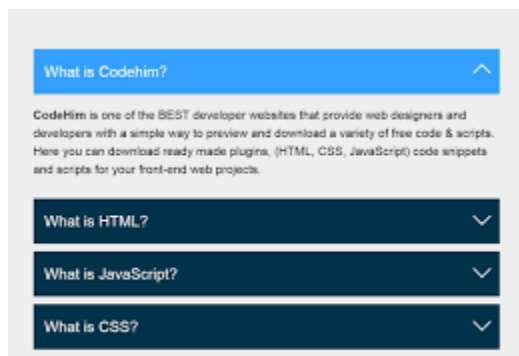 What is Codehim?
CodeHim is one of the BEST developer websites that provide web designers and
developers with a simple way to preview and download a variety of free code & scripts.
Here you can download ready made plugins, (HTML, CSS, JavaScript) code snippets
and scripts for your front-end web projects.
What is HTML?
What is JavaScript?
What is CSS?